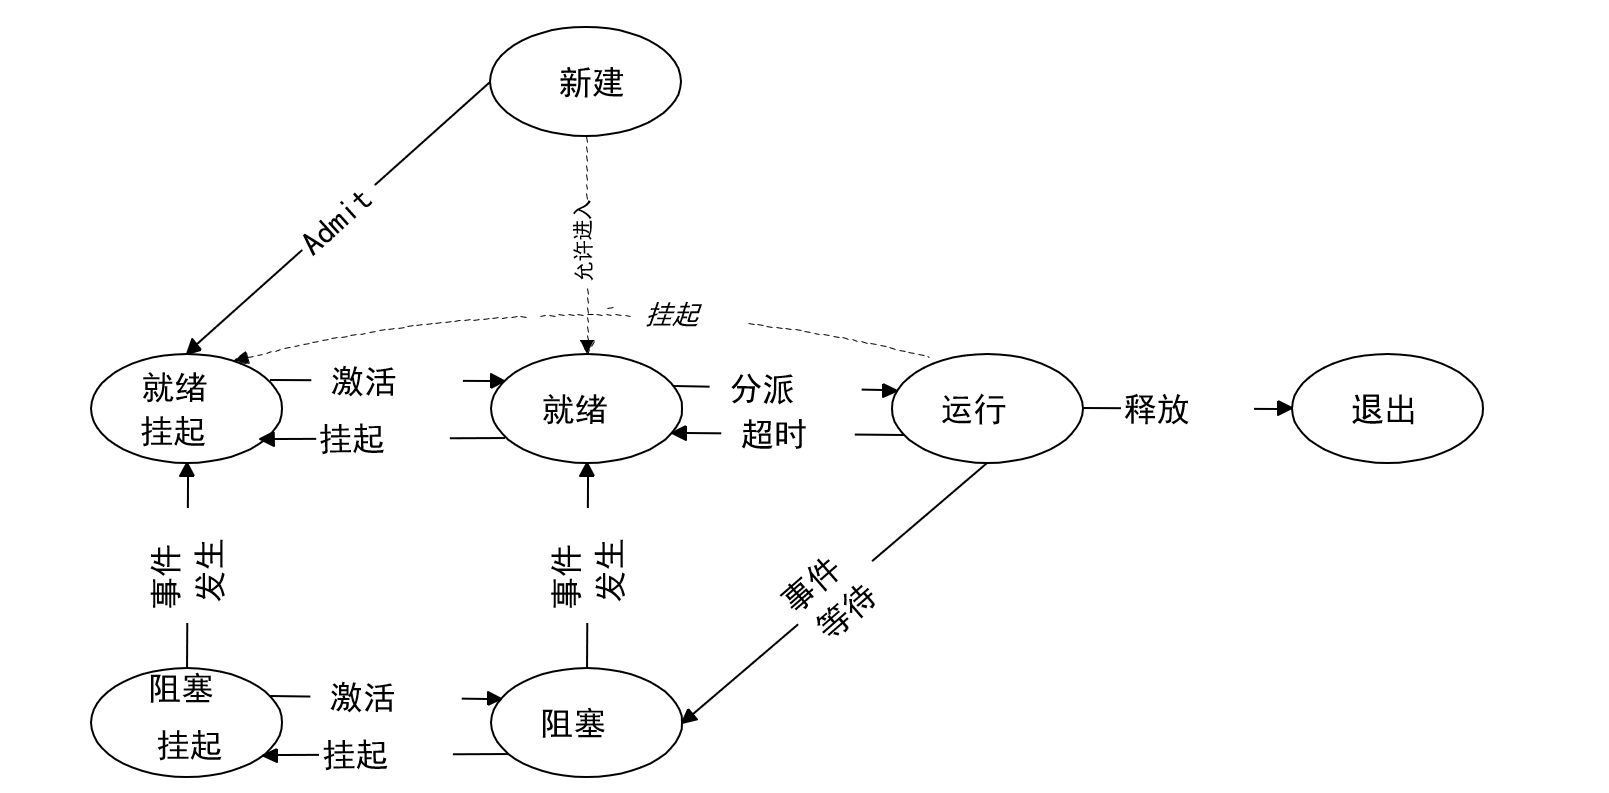 新建
Admit
允许进入
挂起
就绪
挂起
激活
挂起
就绪
分派
超时
运行
释放
退出
事件
发生
事件
发生
事件
等待
阻塞
挂起
激活
挂起
阻塞